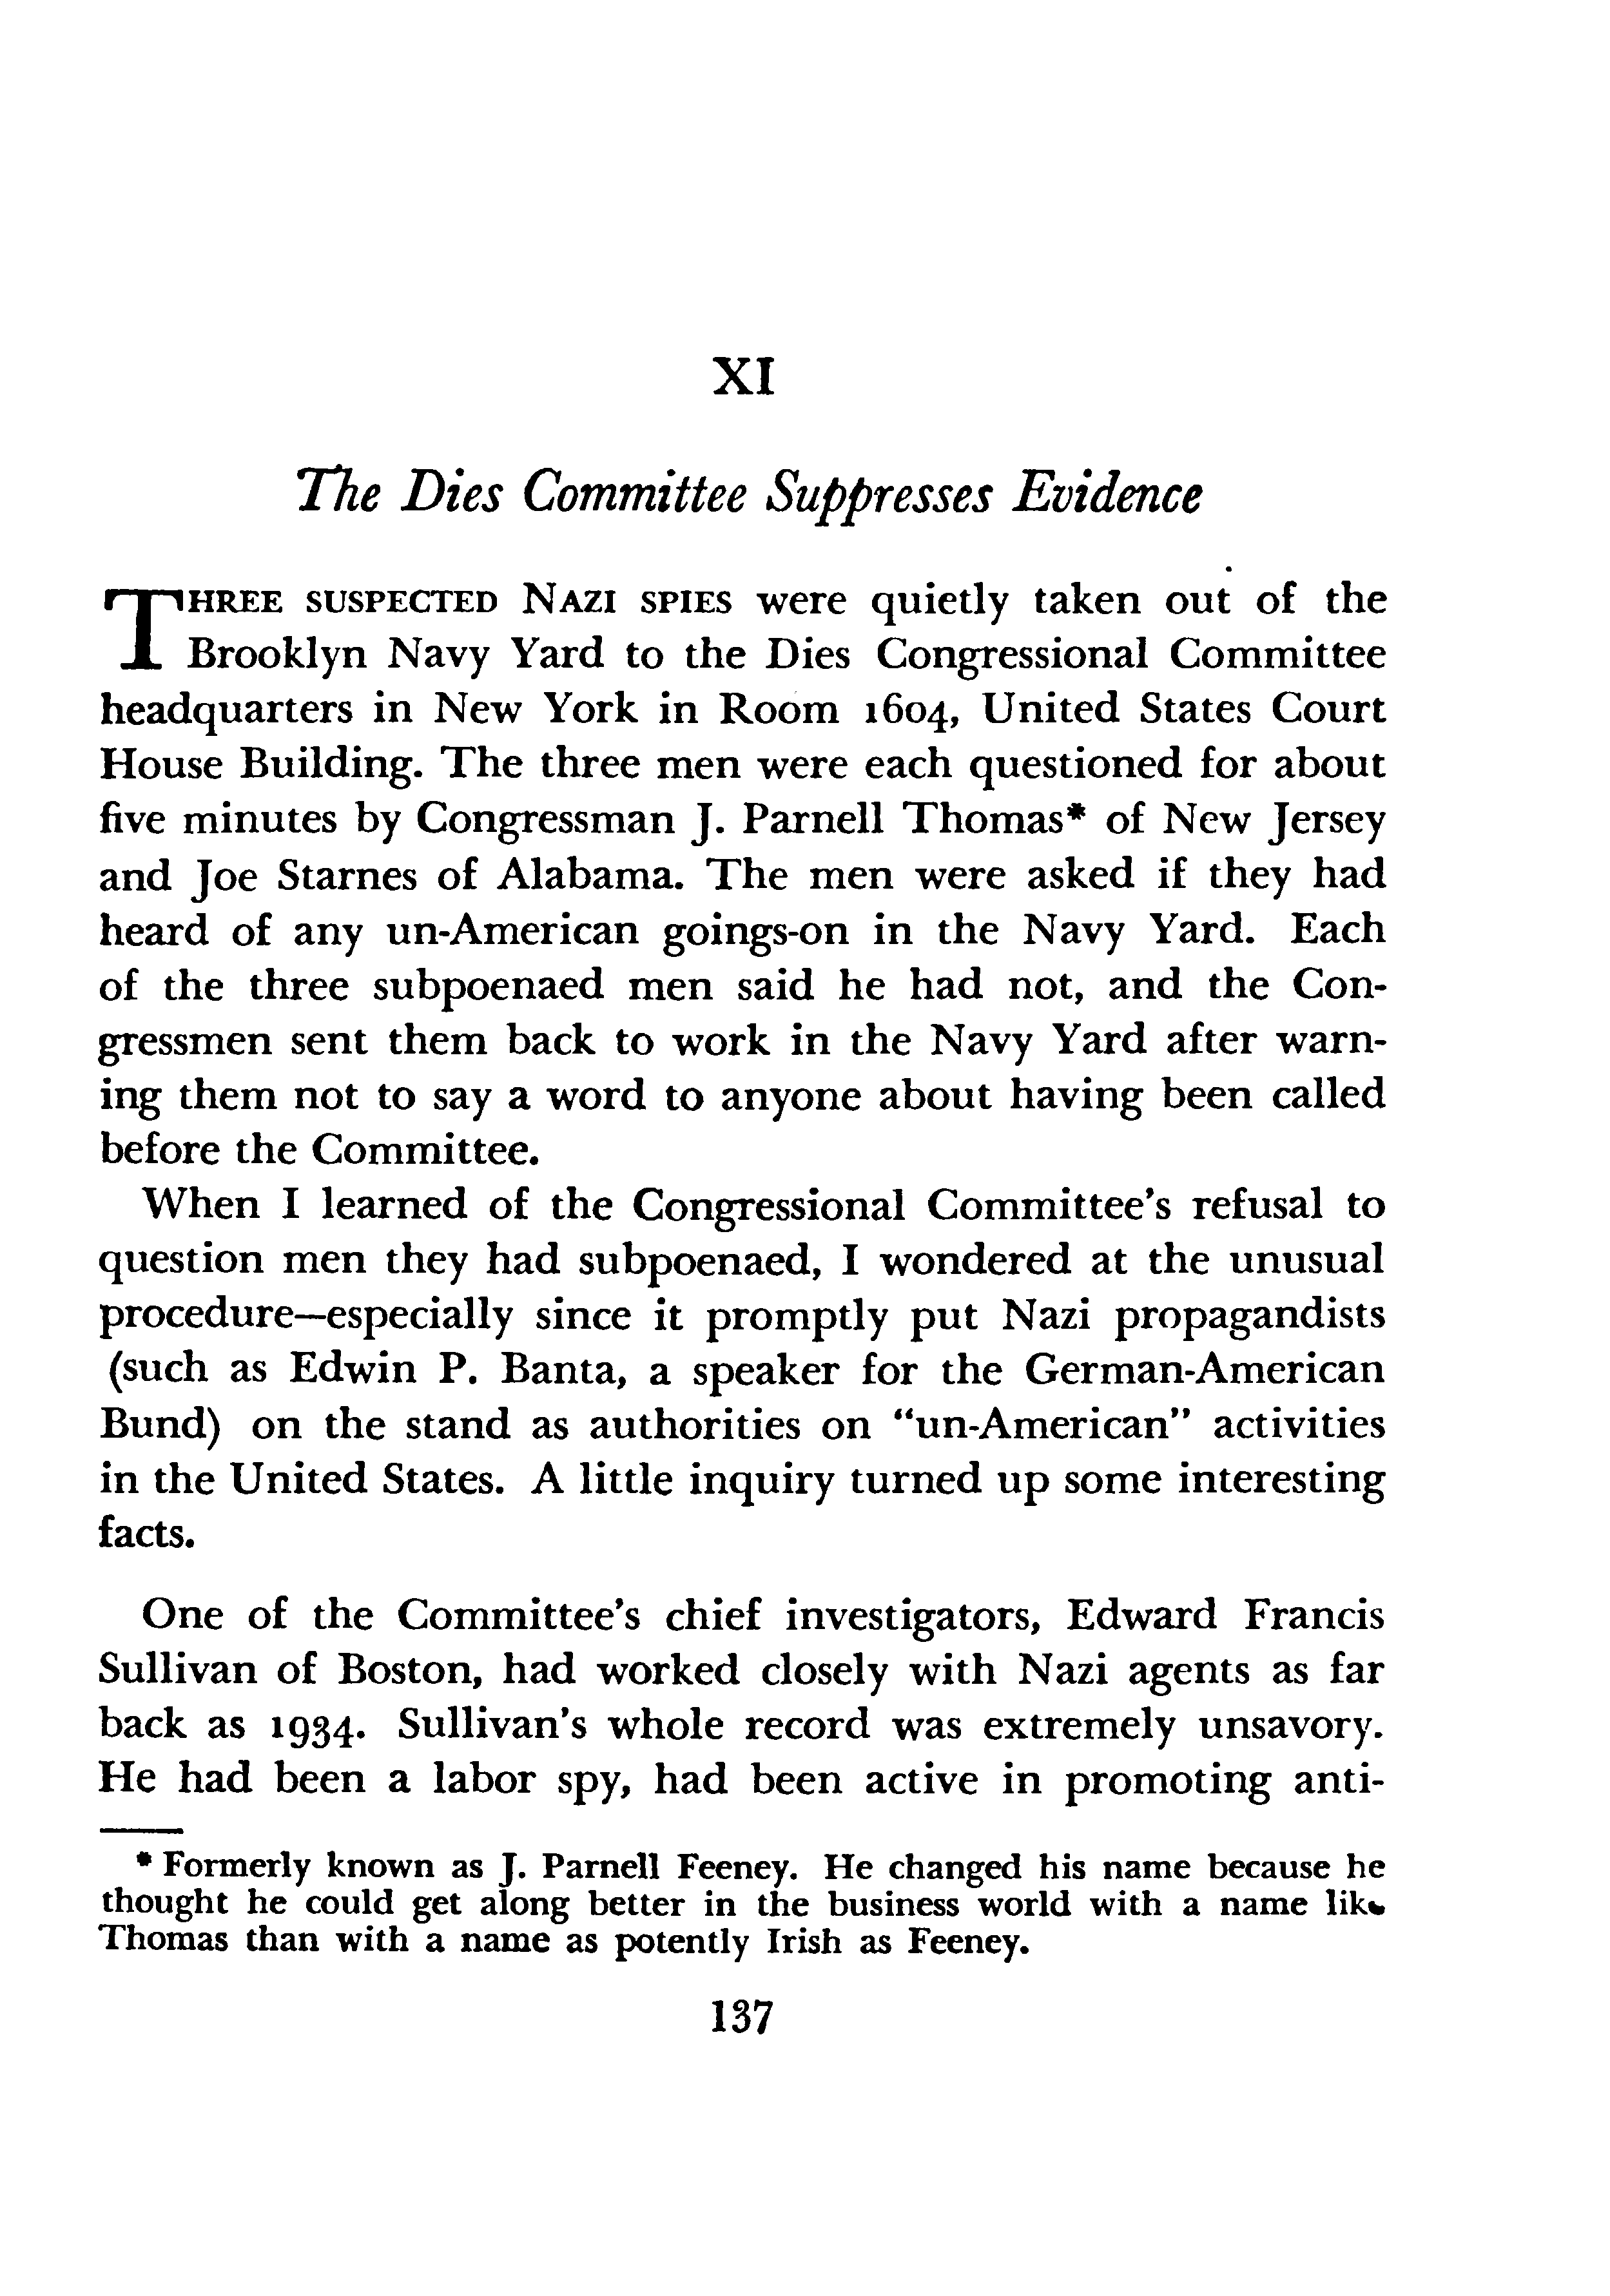 XI
The Dies Committee Suppresses Evidence
THREE SUSPECTED NAZI SPIES were quietly taken out of the
Brooklyn Navy Yard to the Dies Congressional Committee
headquarters in New York in Room 1604, United States Court
House Building. The three men were each questioned for about
five minutes by Congressman J. Parnell Thomas* of New Jersey
and Joe Starnes of Alabama. The men were asked if they had
heard of any un-American goings-on in the Navy Yard. Each
of the three subpoenaed men said he had not, and the Con-
gressmen sent them back to work in the Navy Yard after warn-
ing them not to say a word to anyone about having been called
before the Committee.
When I learned of the Congressional Committee's refusal to
question men they had subpoenaed, I wondered at the unusual
procedure—especially since it promptly put Nazi propagandists
(such as Edwin P. Banta, a speaker for the German-American
Bund) on the stand as authorities on "un-American" activities
in the United States. A little inquiry turned up some interesting
facts.
One of the Committee's chief investigators, Edward Francis
Sullivan of Boston, had worked closely with Nazi agents as far
back as 1934. Sullivan's whole record was extremely unsavory.
He had been a labor spy, had been active in promoting anti-
* Formerly known as J. Parnell Feeney. He changed his name because he
thought he could get along better in the business world with a name like
Thomas than with a name as potently Irish as Feeney.
137